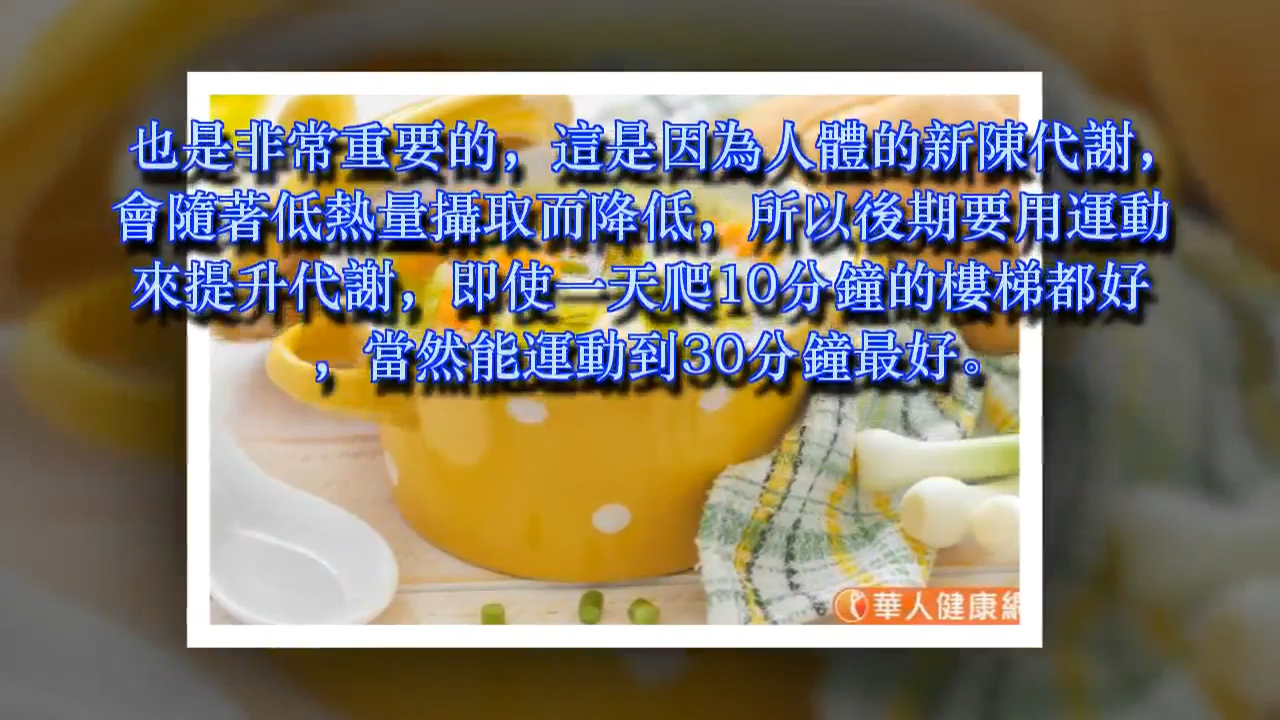 也是非常重要的，這是因為人體的新陳代謝，
會隨著低熱量攝取而降低，所以後期要用運動
來提升代謝，即使一天爬10分鐘的樓梯都好
，當然能運動到30分鐘最好。
華人健康網